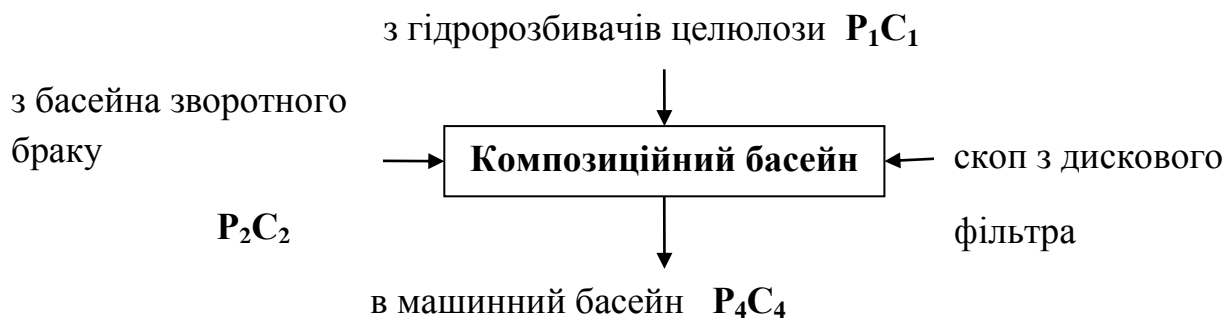 з гідророзбивачів целюлози P₁C₁
з басейна зворотного
браку
Композиційний басейн
скоп з дискового
P₂C₂
фільтра
в машинний басейн P₄C₄